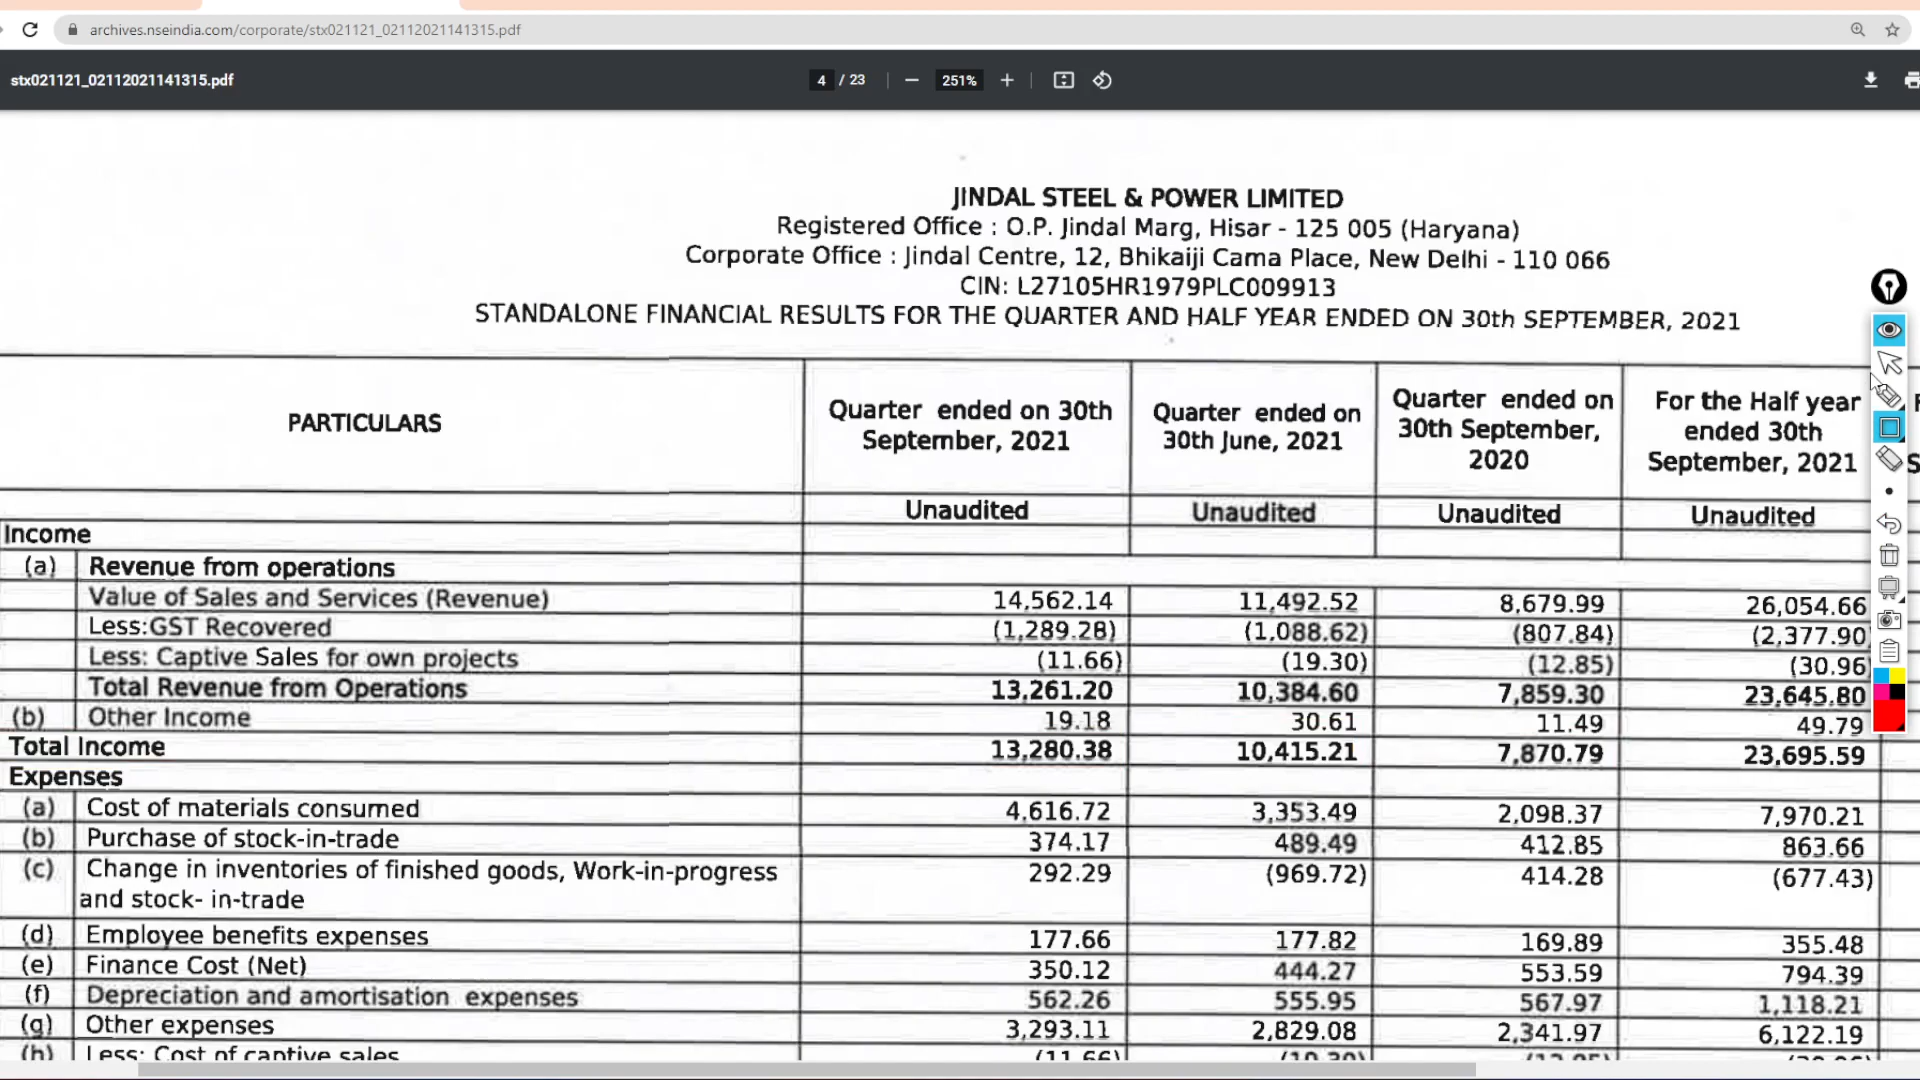 archives.nseindia.com/corporate/stx021121_02112021141315.pdf
stx021121_02112021141315.pdf
4 / 23
251%
JINDAL STEEL & POWER LIMITED
Registered Office : O.P. Jindal Marg, Hisar - 125 005 (Haryana)
Corporate Office : Jindal Centre, 12, Bhikaiji Cama Place, New Delhi - 110 066
CIN: L27105HR1979PLC009913
STANDALONE FINANCIAL RESULTS FOR THE QUARTER AND HALF YEAR ENDED ON 30th SEPTEMBER, 2021
PARTICULARS
Quarter ended on 30th
September, 2021
Quarter ended on
30th June, 2021
Quarter ended on
30th September,
2020
For the Half year
ended 30th
September, 2021
Unaudited Unaudited Unaudited Unaudited
Income
(a) Revenue from operations
Value of Sales and Services (Revenue) 14,562.14 11,492.52 8,679.99 26,054.66
Less:GST Recovered (1,289.28) (1,088.62) (807.84) (2,377.90
Less: Captive Sales for own projects (11.66) (19.30) (12.85) (30.96
Total Revenue from Operations 13,261.20 10,384.60 7,859.30 23,645.80
(b) Other Income 19.18 30.61 11.49 49.79
Total Income 13,280.38 10,415.21 7,870.79 23,695.59
Expenses
(a) Cost of materials consumed 4,616.72 3,353.49 2,098.37 7,970.21
(b) Purchase of stock-in-trade 374.17 489.49 412.85 863.66
(c) Change in inventories of finished goods, Work-in-progress 292.29 (969.72) 414.28 (677.43)
and stock- in-trade
(d) Employee benefits expenses 177.66 177.82 169.89 355.48
(e) Finance Cost (Net) 350.12 444.27 553.59 794.39
(f) Depreciation and amortisation expenses 562.26 555.95 567.97 1,118.21
(g) Other expenses 3,293.11 2,829.08 2,341.97 6,122.19
(h) Less: Cost of captive sales (11.66) (19.30) (12.85)